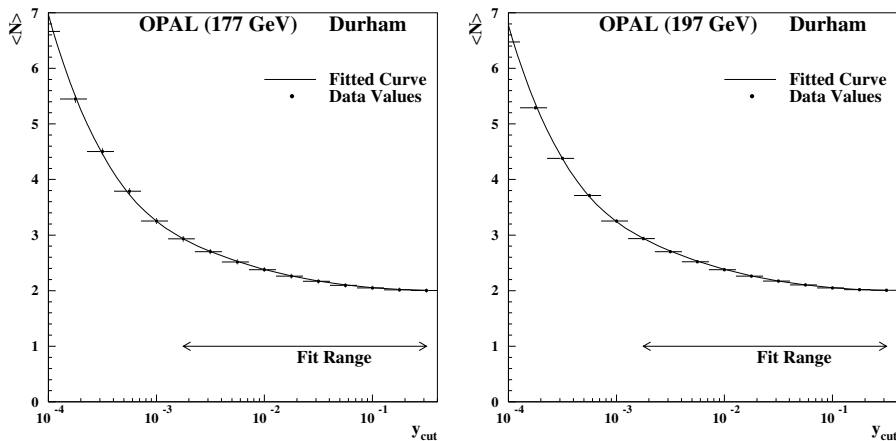 OPAL (177 GeV) Durham
<N>
7
6
5
4
3
2
1
0
Fitted Curve
Data Values
Fit Range
10^-4 10^-3 10^-2 10^-1
y_cut
OPAL (197 GeV) Durham
<N>
7
6
5
4
3
2
1
0
Fitted Curve
Data Values
Fit Range
10^-4 10^-3 10^-2 10^-1
y_cut